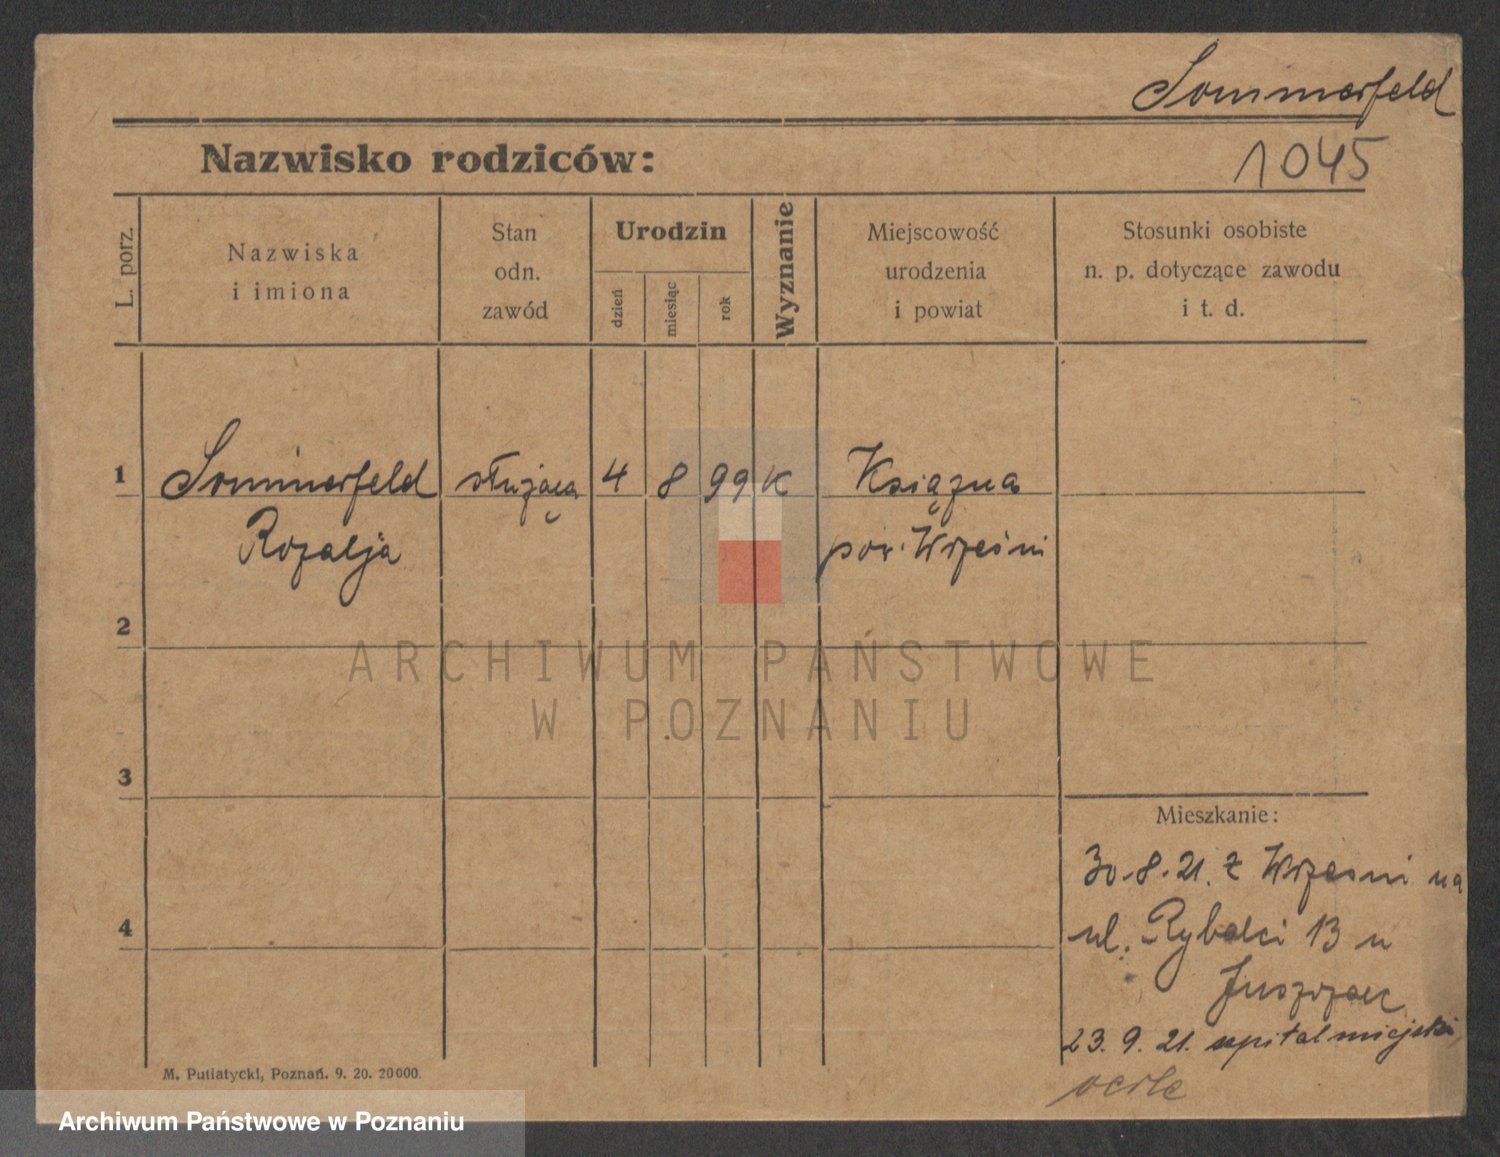 Sommerfeld
Nazwisko rodziców:
1045
L. porz.
Nazwiska
i imiona
Stan
odn.
zawód
Urodzin
dzień
miesiąc
rok
Wyznanie
Miejscowość
urodzenia
i powiat
Stosunki osobiste
n. p. dotyczące zawodu
i t. d.
1
Sommerfeld służąca 4 8 99 K Książna
Rozalja pow. Wrześni
2
ARCHIWUM PAŃSTWOWE
W POZNANIU
3
Mieszkanie:
30.8.21. z Wrześni na
4
ul. Rybaki 13 u
23. 9. 21. szpital miejski
M. Putiatycki, Poznań. 9. 20. 20000.
Archiwum Państwowe w Poznaniu